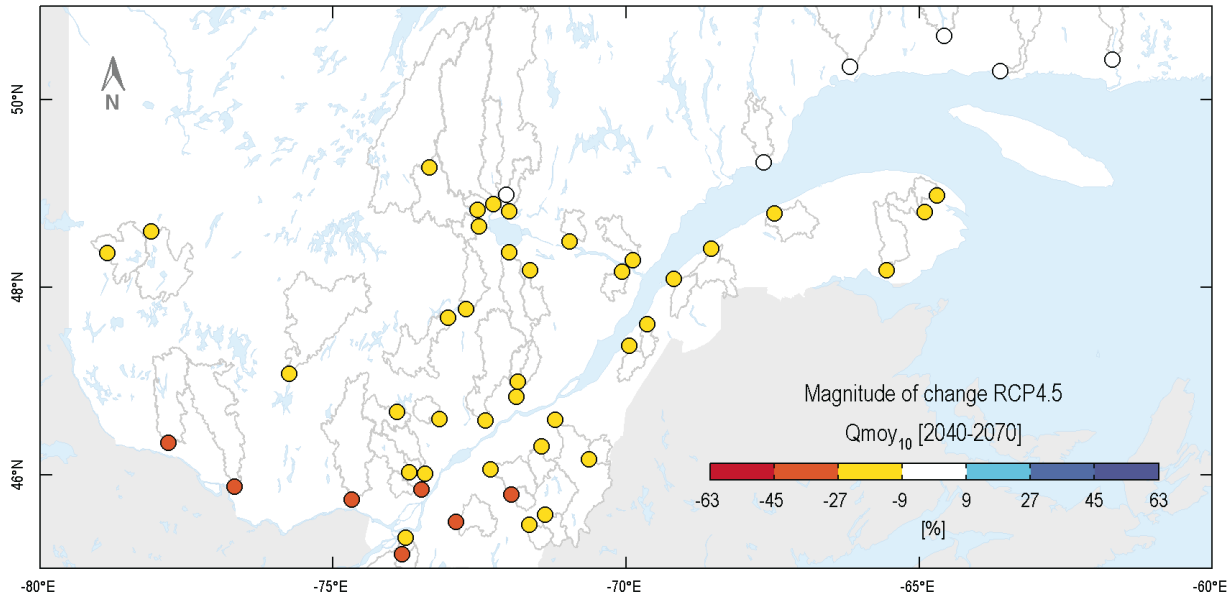 50°N
48°N
46°N
N
Magnitude of change RCP4.5
Qmoy10 [2040-2070]
-63 -45 -27 -9 9 27 45 63
[%]
-80°E -75°E -70°E -65°E -60°E